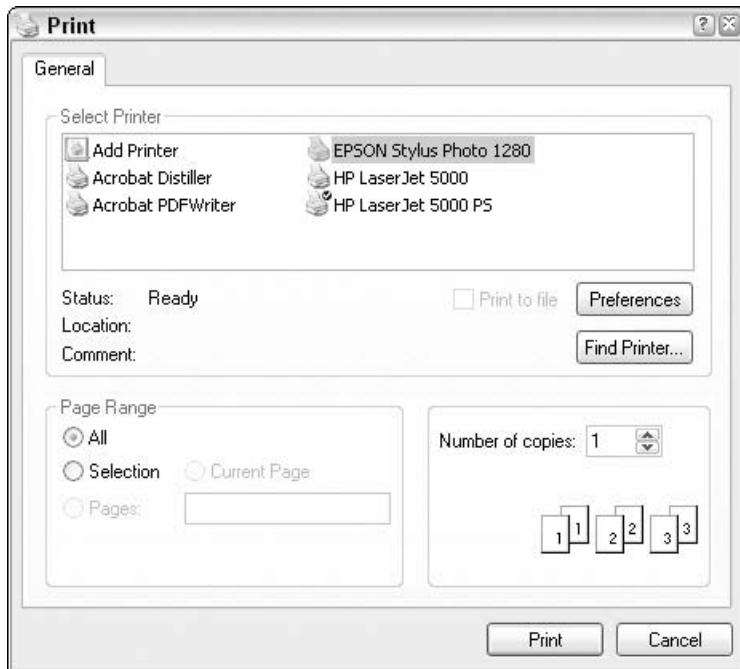 Print
General
Select Printer
Add Printer
EPSON Stylus Photo 1280
Acrobat Distiller
HP LaserJet 5000
Acrobat PDFWriter
HP LaserJet 5000 PS
Status: Ready
Print to file
Preferences
Location:
Comment:
Find Printer...
Page Range
All
Selection
Current Page
Pages:
Number of copies: 1
1 1 2 2 3 3
Print
Cancel